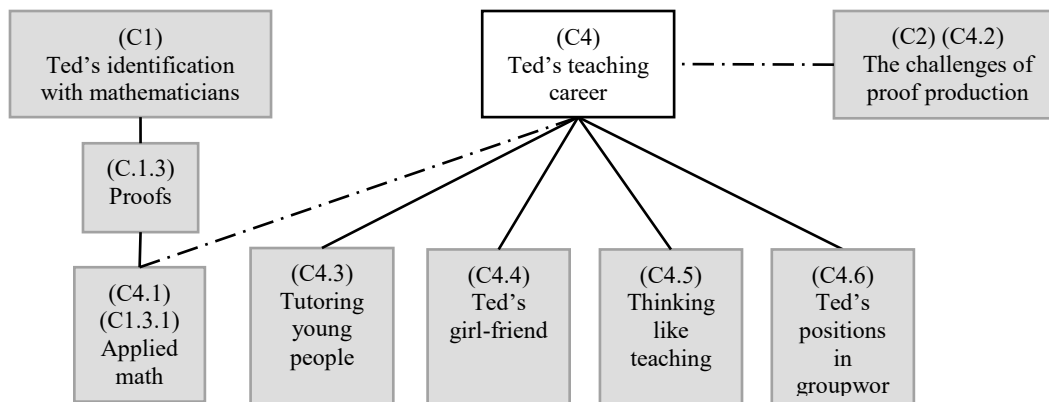 (C1)
Ted’s identification
with mathematicians
(C4)
Ted’s teaching
career
(C2) (C4.2)
The challenges of
proof production
(C.1.3)
Proofs
(C4.1)
(C1.3.1)
Applied
math
(C4.3)
Tutoring
young
people
(C4.4)
Ted’s
girl-friend
(C4.5)
Thinking
like
teaching
(C4.6)
Ted’s
positions
in
groupwor